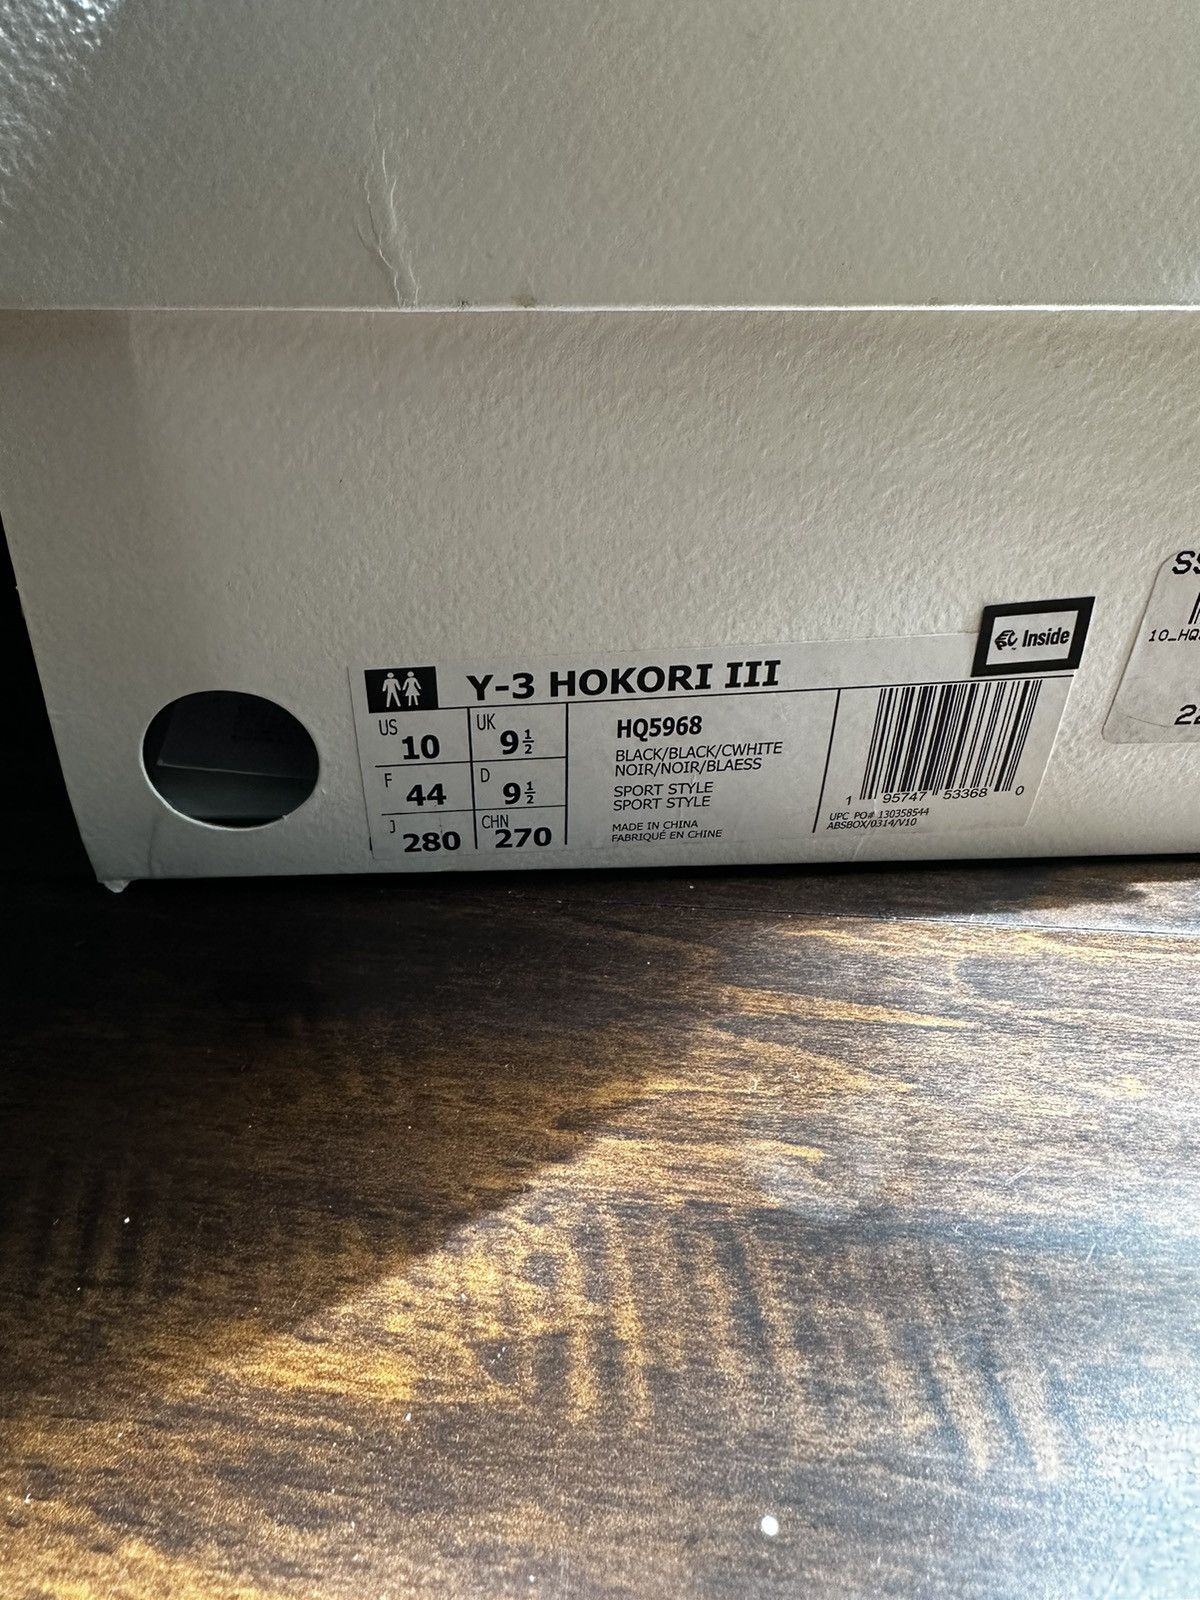 Y-3 HOKORI III
Inside
US 10
UK 9½
F 44
D 9½
J 280
CHN 270
HQ5968
BLACK/BLACK/CWHITE
NOIR/NOIR/BLAESS
SPORT STYLE
SPORT STYLE
MADE IN CHINA
FABRIQUÉ EN CHINE
1 95747 53368 0
UPC PO# 130358544
ABSBOX/0314/V10
10_HQ